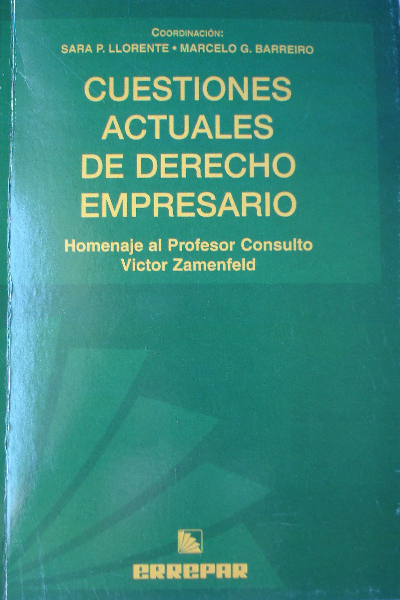 COORDINACIÓN:
SARA P. LLORENTE • MARCELO G. BARREIRO
CUESTIONES
ACTUALES
DE DERECHO
EMPRESARIO
Homenaje al Profesor Consulto
Victor Zamenfeld
ERREPAR